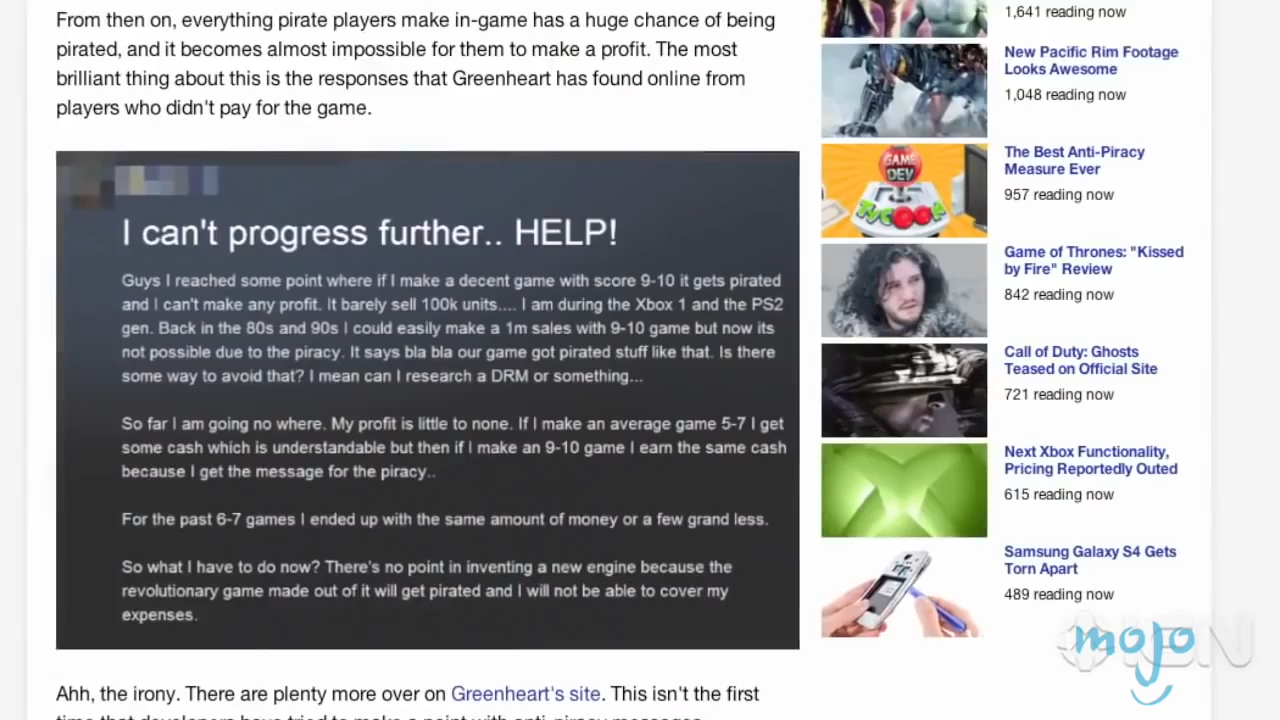 From then on, everything pirate players make in-game has a huge chance of being
pirated, and it becomes almost impossible for them to make a profit. The most
brilliant thing about this is the responses that Greenheart has found online from
players who didn't pay for the game.
I can't progress further.. HELP!
Guys I reached some point where if I make a decent game with score 9-10 it gets pirated
and I can't make any profit. It barely sell 100k units.... I am during the Xbox 1 and the PS2
gen. Back in the 80s and 90s I could easily make a 1m sales with 9-10 game but now its
not possible due to the piracy. It says bla bla our game got pirated stuff like that. Is there
some way to avoid that? I mean can I research a DRM or something...
So far I am going no where. My profit is little to none. If I make an average game 5-7 I get
some cash which is understandable but then if I make an 9-10 game I earn the same cash
because I get the message for the piracy..
For the past 6-7 games I ended up with the same amount of money or a few grand less.
So what I have to do now? There's no point in inventing a new engine because the
revolutionary game made out of it will get pirated and I will not be able to cover my
expenses.
Ahh, the irony. There are plenty more over on Greenheart's site. This isn't the first
time that developers have tried to make a point with anti-piracy messages
1,641 reading now
New Pacific Rim Footage
Looks Awesome
1,048 reading now
GAME
DEV
TYCOON
The Best Anti-Piracy
Measure Ever
957 reading now
Game of Thrones: "Kissed
by Fire" Review
842 reading now
Call of Duty: Ghosts
Teased on Official Site
721 reading now
Next Xbox Functionality,
Pricing Reportedly Outed
615 reading now
Samsung Galaxy S4 Gets
Torn Apart
489 reading now
mojo
IGN